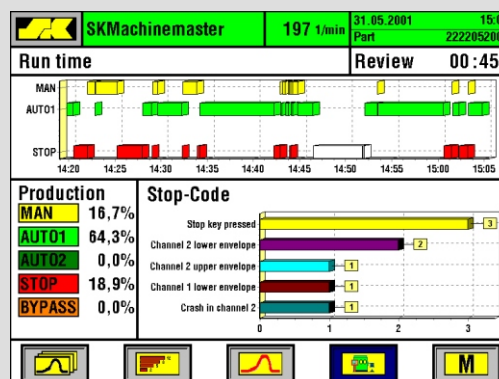 SKMachinemaster
197 1/min
31.05.2001
Part
Run time
Review 00:45
MAN
AUTO1
STOP
14:20 14:25 14:30 14:35 14:40 14:45 14:50 14:55 15:00 15:05
Production
MAN 16,7%
AUTO1 64,3%
AUTO2 0,0%
STOP 18,9%
BYPASS 0,0%
Stop-Code
Stop key pressed 3
Channel 2 lower envelope 2
Channel 2 upper envelope 1
Channel 1 lower envelope 1
Crash in channel 2 1
0 1 2 3
M